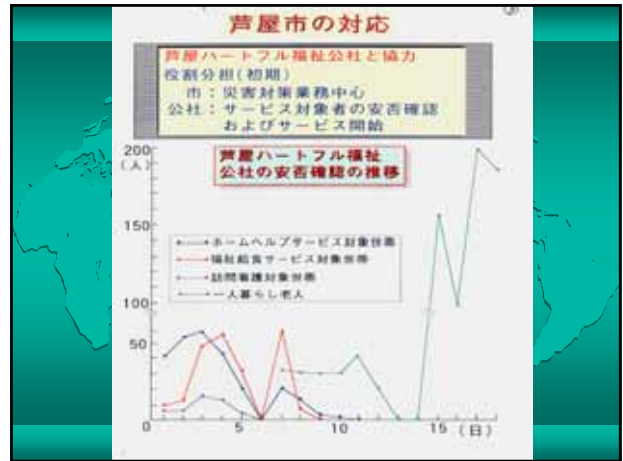 芦屋市の対応
芦屋ハートフル福祉公社と協力
役割分担(初期)
市：災害対策業務中心
公社：サービス対象者の安否確認
およびサービス開始
芦屋ハートフル福祉
公社の安否確認の推移
200
(人)
150
100
50
ホームヘルプサービス対象世帯
福祉給食サービス対象世帯
訪問看護対象世帯
一人暮らし老人
0 5 10 15 (日)